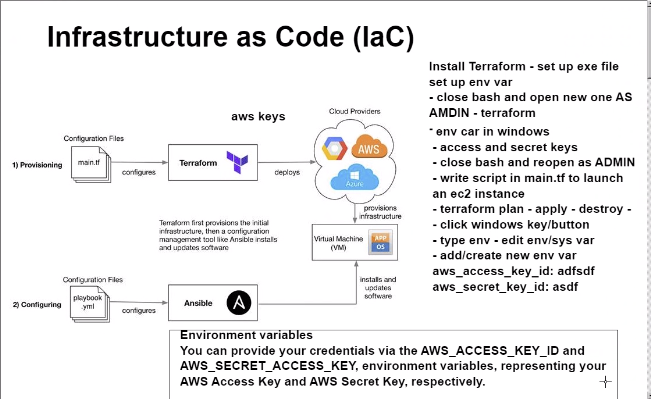 Infrastructure as Code (IaC)
Install Terraform - set up exe file
set up env var
- close bash and open new one AS
AMDIN - terraform
- env car in windows
- access and secret keys
- close bash and reopen as ADMIN
- write script in main.tf to launch
an ec2 instance
- terraform plan - apply - destroy -
- click windows key/button
- type env - edit env/sys var
- add/create new env var
aws_access_key_id: adfsdf
aws_secret_key_id: asdf
aws keys
Cloud Providers
Configuration Files
1) Provisioning
main.tf
configures
Terraform
deploys
AWS
Azure
provisions
infrastructure
Terraform first provisions the initial
infrastructure, then a configuration
management tool like Ansible installs
and updates software
Virtual Machine
(VM)
APP
OS
installs and
updates
software
Configuration Files
2) Configuring
playbook
.yml
configures
Ansible
A
Environment variables
You can provide your credentials via the AWS_ACCESS_KEY_ID and
AWS_SECRET_ACCESS_KEY, environment variables, representing your
AWS Access Key and AWS Secret Key, respectively.